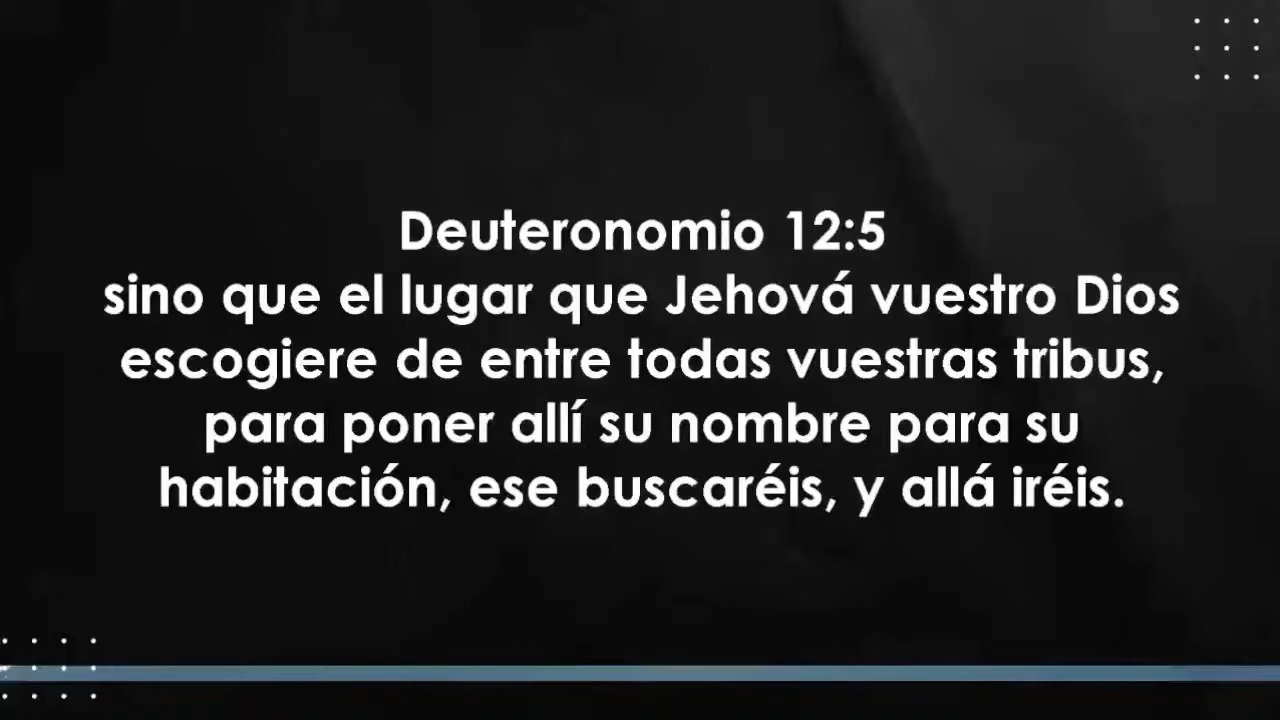 Deuteronomio 12:5
sino que el lugar que Jehová vuestro Dios
escogiere de entre todas vuestras tribus,
para poner allí su nombre para su
habitación, ese buscaréis, y allá iréis.